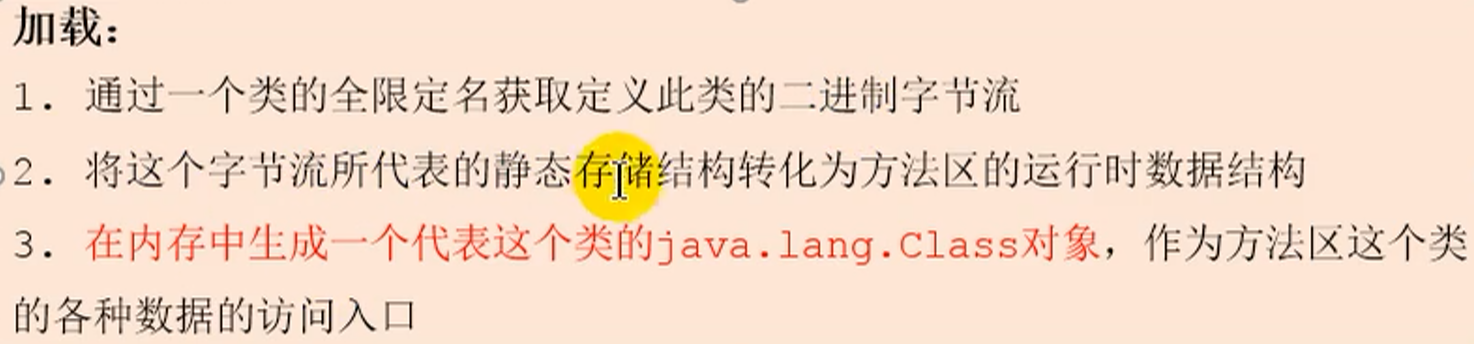 加载：
1. 通过一个类的全限定名获取定义此类的二进制字节流
2. 将这个字节流所代表的静态存储结构转化为方法区的运行时数据结构
3. 在内存中生成一个代表这个类的java.lang.Class对象，作为方法区这个类
的各种数据的访问入口